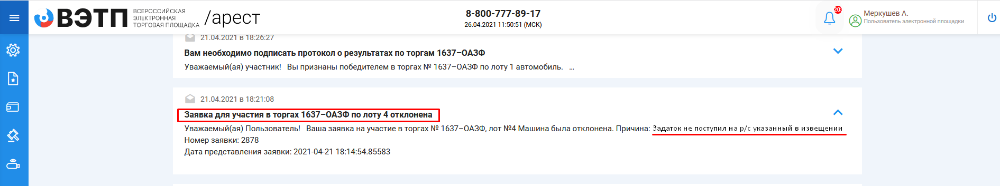 ВЭТП
ВСЕРОССИЙСКАЯ
ЭЛЕКТРОННАЯ
ТОРГОВАЯ ПЛОЩАДКА
/арест
8-800-777-89-17
26.04.2021 11:50:51 (МСК)
203
Меркушев А.
Пользователь электронной площадки
21.04.2021 в 18:26:27
Вам необходимо подписать протокол о результатах по торгам 1637–ОАЗФ
Уважаемый(ая) участник! Вы признаны победителем в торгах № 1637–ОАЗФ по лоту 1 автомобиль. ...
21.04.2021 в 18:21:08
Заявка для участия в торгах 1637–ОАЗФ по лоту 4 отклонена
Уважаемый(ая) Пользователь! Ваша заявка на участие в торгах № 1637–ОАЗФ, лот №4 Машина была отклонена. Причина: Задаток не поступил на р/с указанный в извещении
Номер заявки: 2878
Дата представления заявки: 2021-04-21 18:14:54.85583